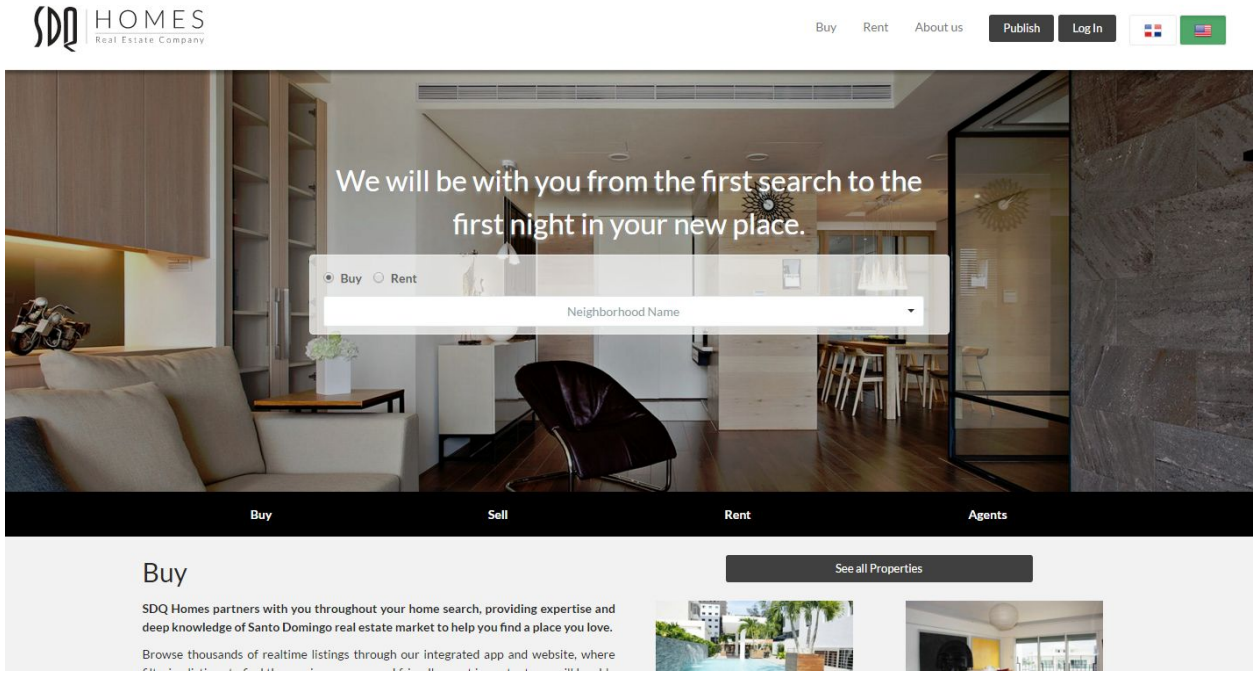 SDQ HOMES
Real Estate Company
Buy Rent About us Publish Log In
We will be with you from the first search to the
first night in your new place.
Buy Rent
Neighborhood Name
Buy Sell Rent Agents
Buy
See all Properties
SDQ Homes partners with you throughout your home search, providing expertise and
deep knowledge of Santo Domingo real estate market to help you find a place you love.
Browse thousands of realtime listings through our integrated app and website, where